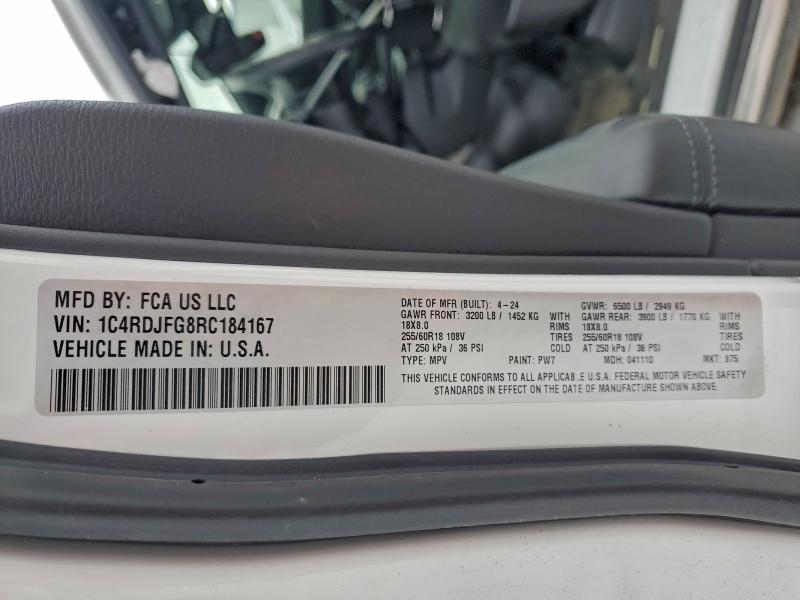 MFD BY: FCA US LLC
VIN: 1C4RDJFG8RC184167
VEHICLE MADE IN: U.S.A.
DATE OF MFR (BUILT): 4-24 GVWR: 6500 LB / 2949 KG
GAWR FRONT: 3200 LB / 1452 KG WITH GAWR REAR: 3900 LB / 1770 KG WITH
18X8.0 RIMS 18X8.0 RIMS
255/60R18 108V TIRES 255/60R18 108V TIRES
AT 250 kPa / 36 PSI COLD AT 250 kPa / 36 PSI COLD
TYPE: MPV PAINT: PW7 MDH: 041110 MKT: 875
THIS VEHICLE CONFORMS TO ALL APPLICAB E U.S.A. FEDERAL MOTOR VEHICLE SAFETY
STANDARDS IN EFFECT ON THE DATE OF MANUFACTURE SHOWN ABOVE.